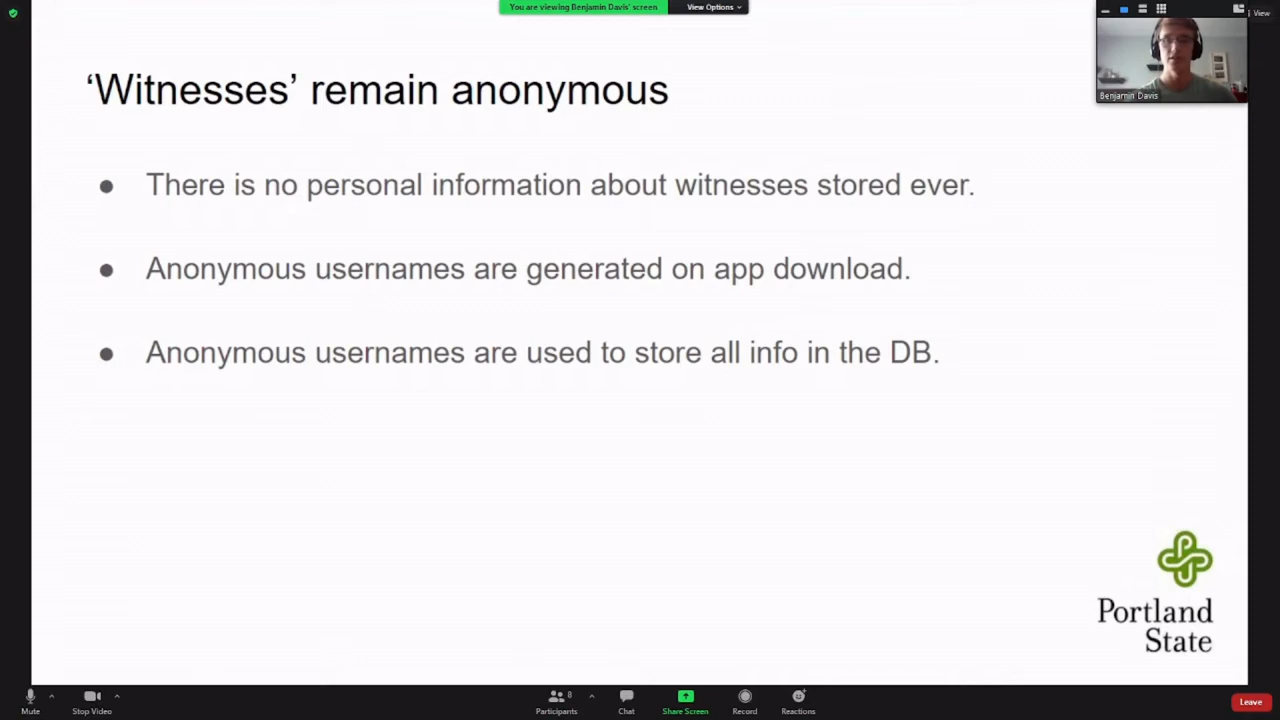 You are viewing Benjamin Davis' screen
View Options
View
Benjamin Davis
‘Witnesses’ remain anonymous
● There is no personal information about witnesses stored ever.
● Anonymous usernames are generated on app download.
● Anonymous usernames are used to store all info in the DB.
Portland
State
Mute
Stop Video
8
Participants
Chat
Share Screen
Record
Reactions
Leave